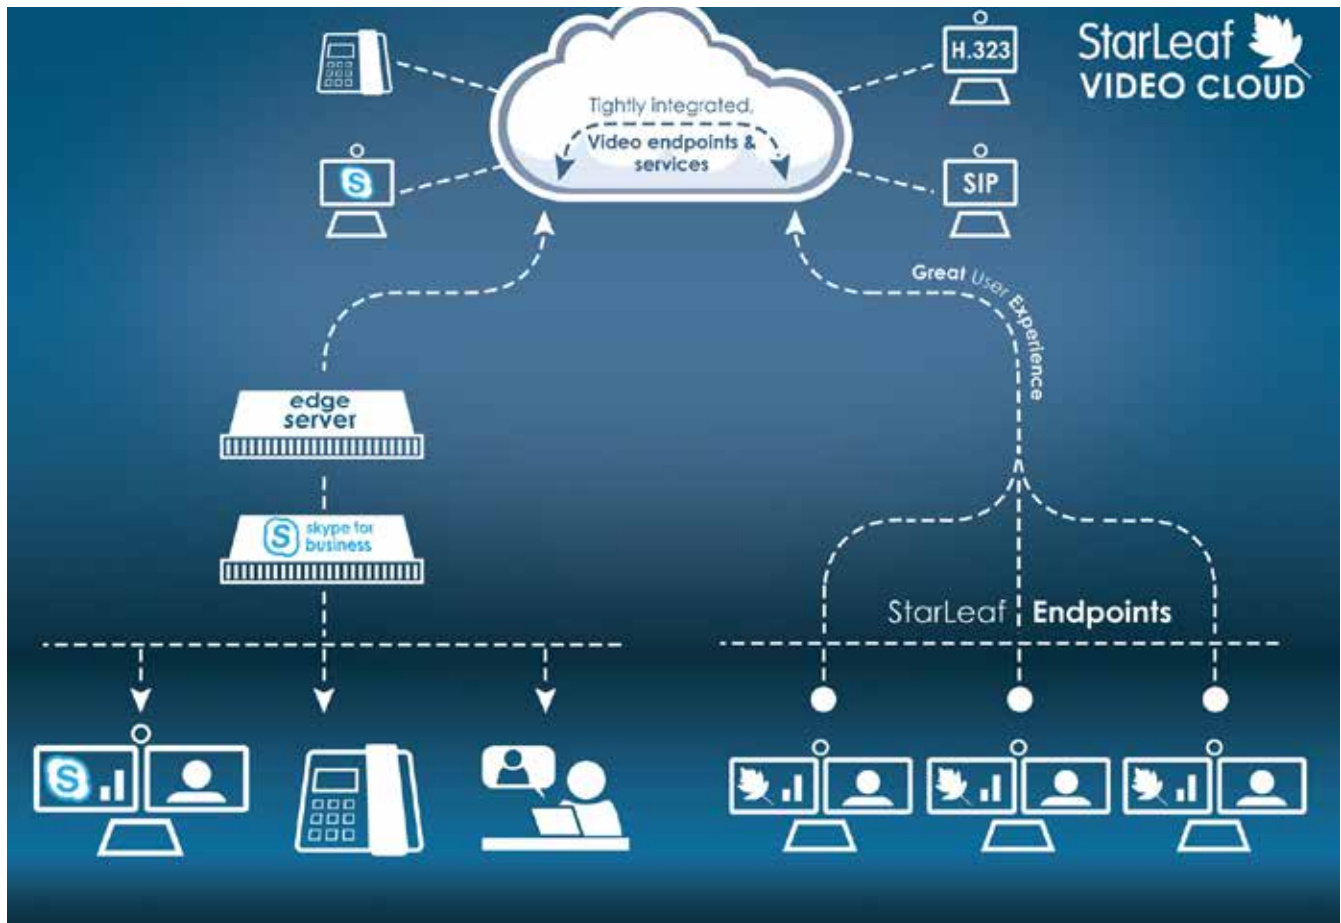 StarLeaf
VIDEO CLOUD
H.323
Tightly integrated,
Video endpoints &
services
S
SIP
Great User Experience
edge
server
S skype for
business
StarLeaf Endpoints
S